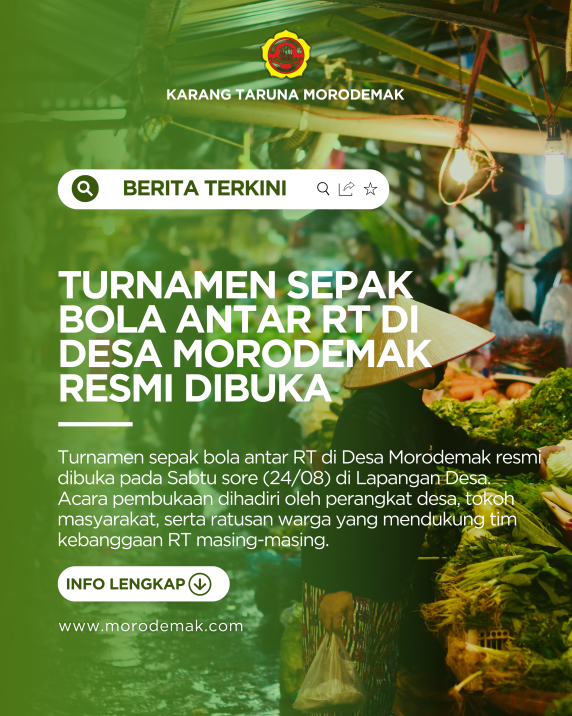 KARANG TARUNA MORODEMAK
BERITA TERKINI
TURNAMEN SEPAK
BOLA ANTAR RT DI
DESA MORODEMAK
RESMI DIBUKA
Turnamen sepak bola antar RT di Desa Morodemak resmi
dibuka pada Sabtu sore (24/08) di Lapangan Desa.
Acara pembukaan dihadiri oleh perangkat desa, tokoh
masyarakat, serta ratusan warga yang mendukung tim
kebanggaan RT masing-masing.
INFO LENGKAP
www.morodemak.com